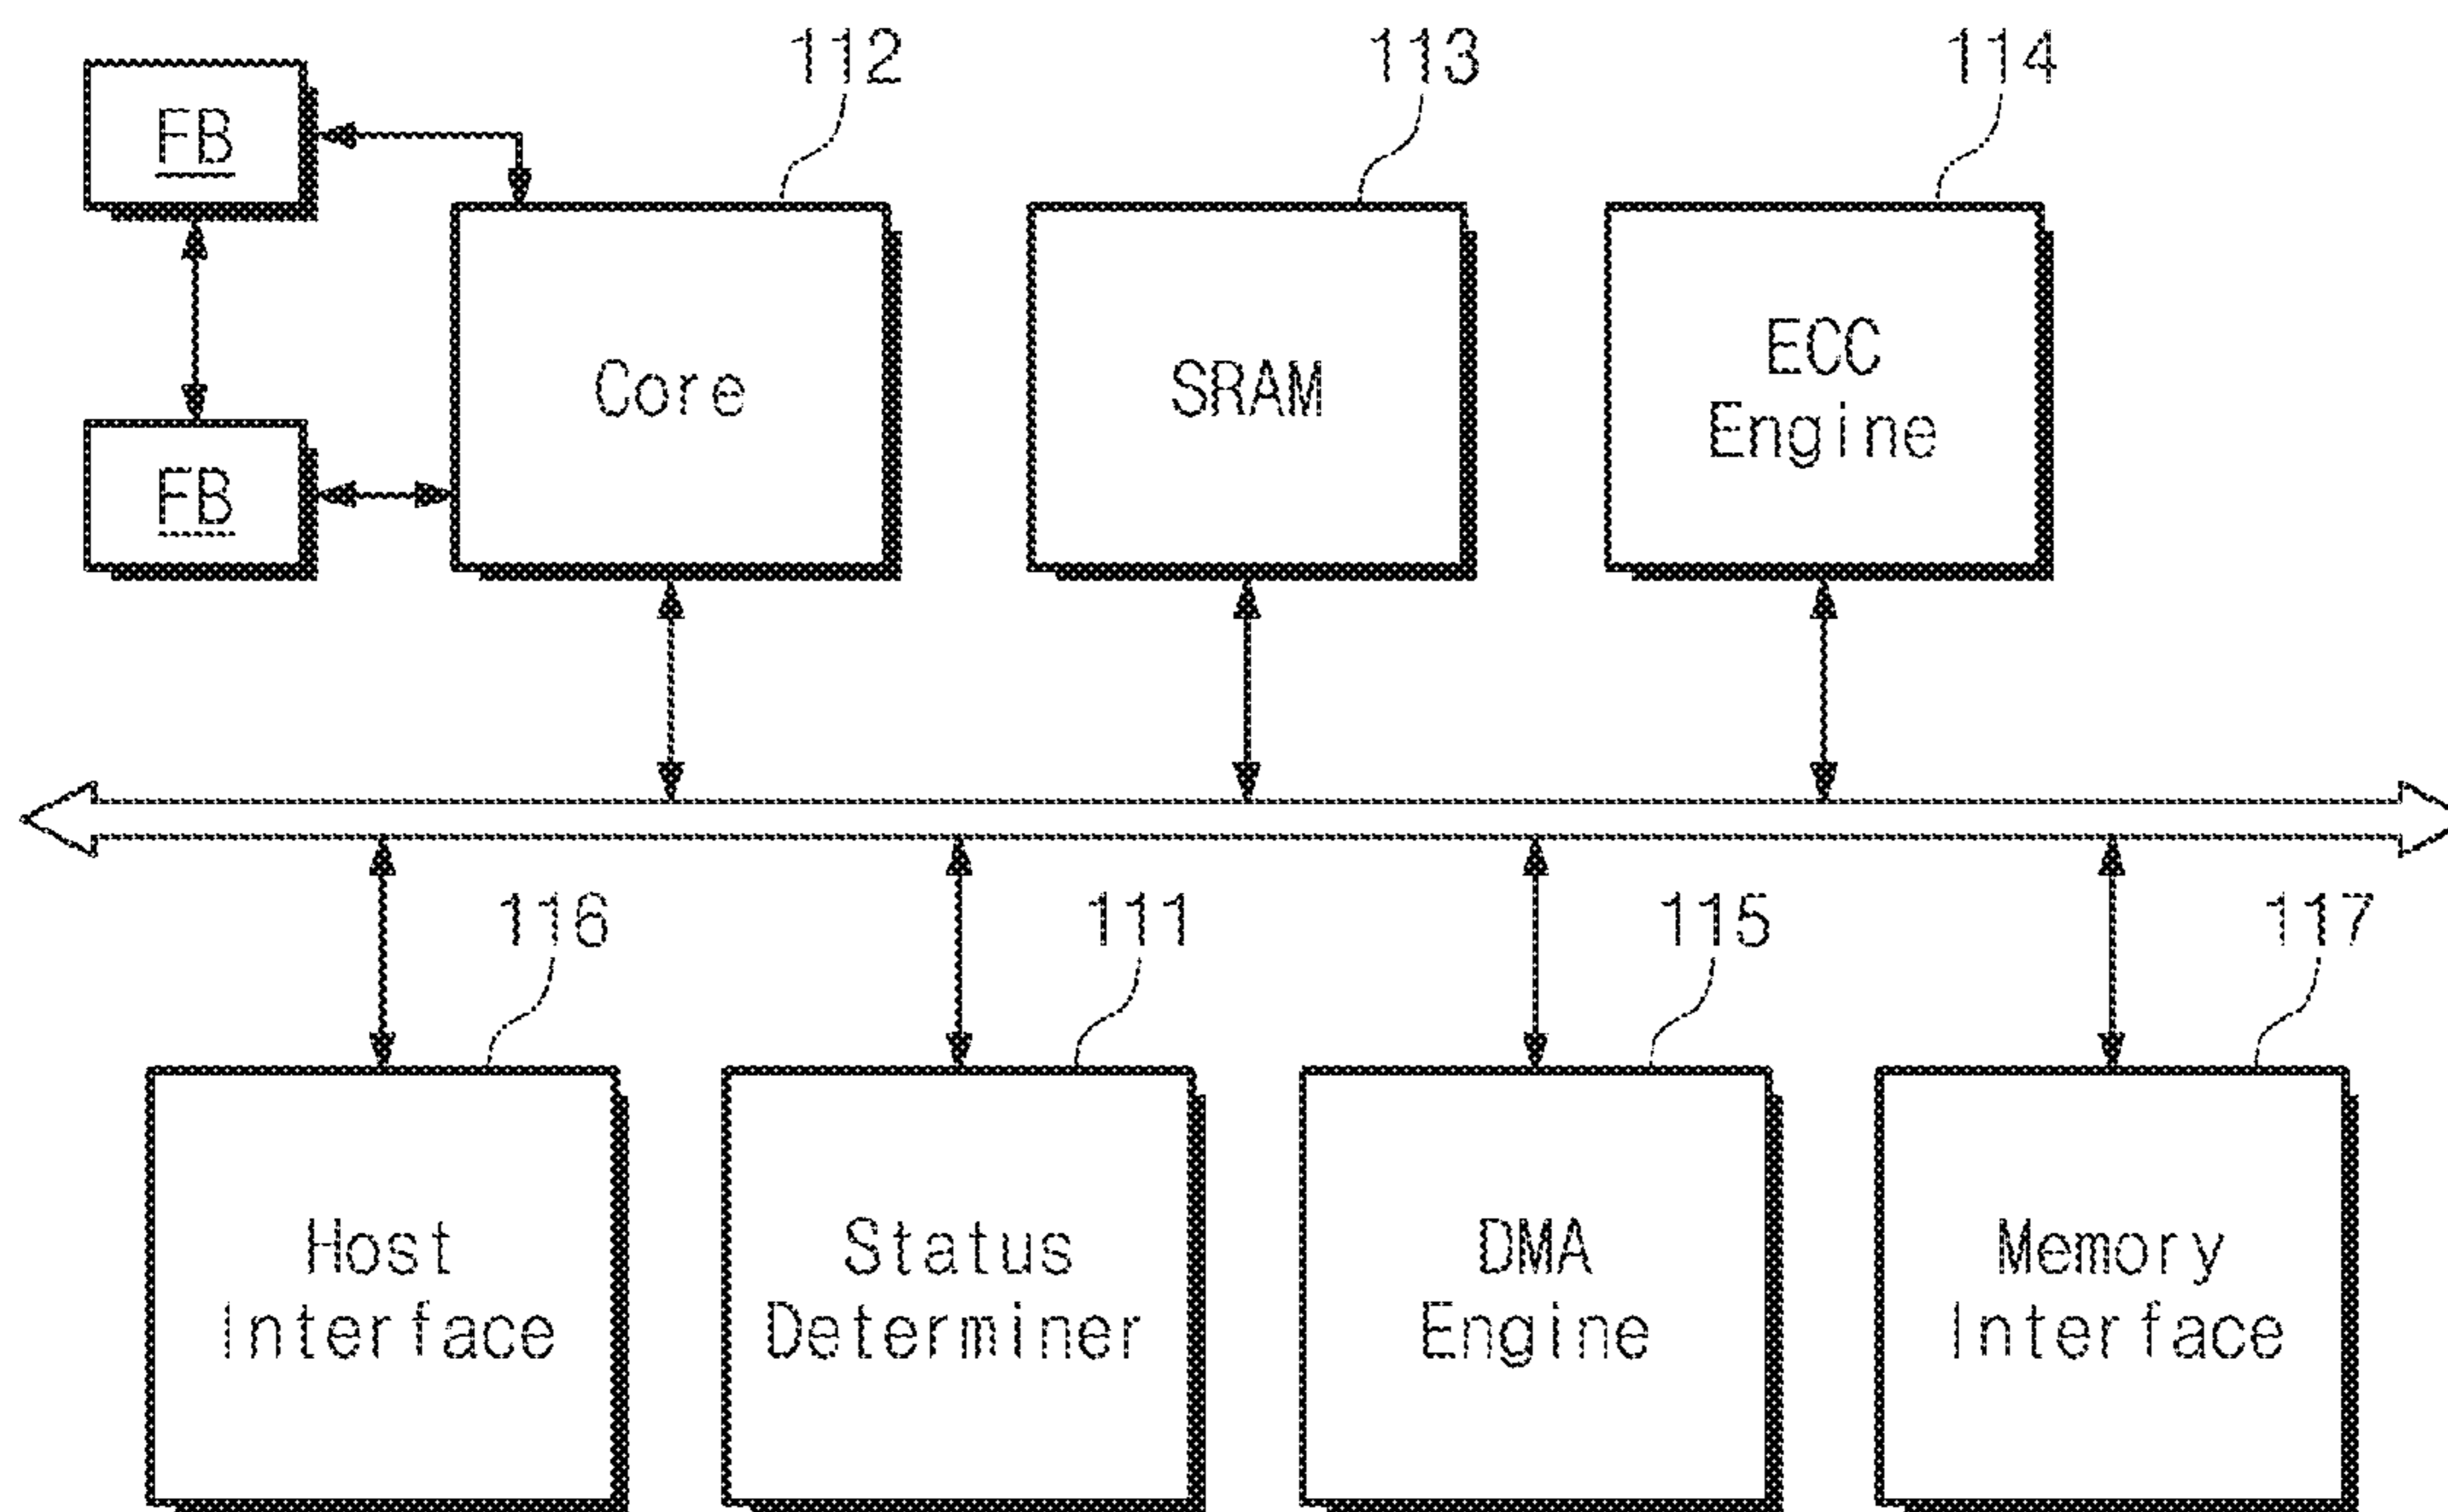 112
113
114
FB
Core
SRAM
ECC
Engine
FB
116
111
115
117
Host
Interface
Status
Determiner
DMA
Engine
Memory
Interface